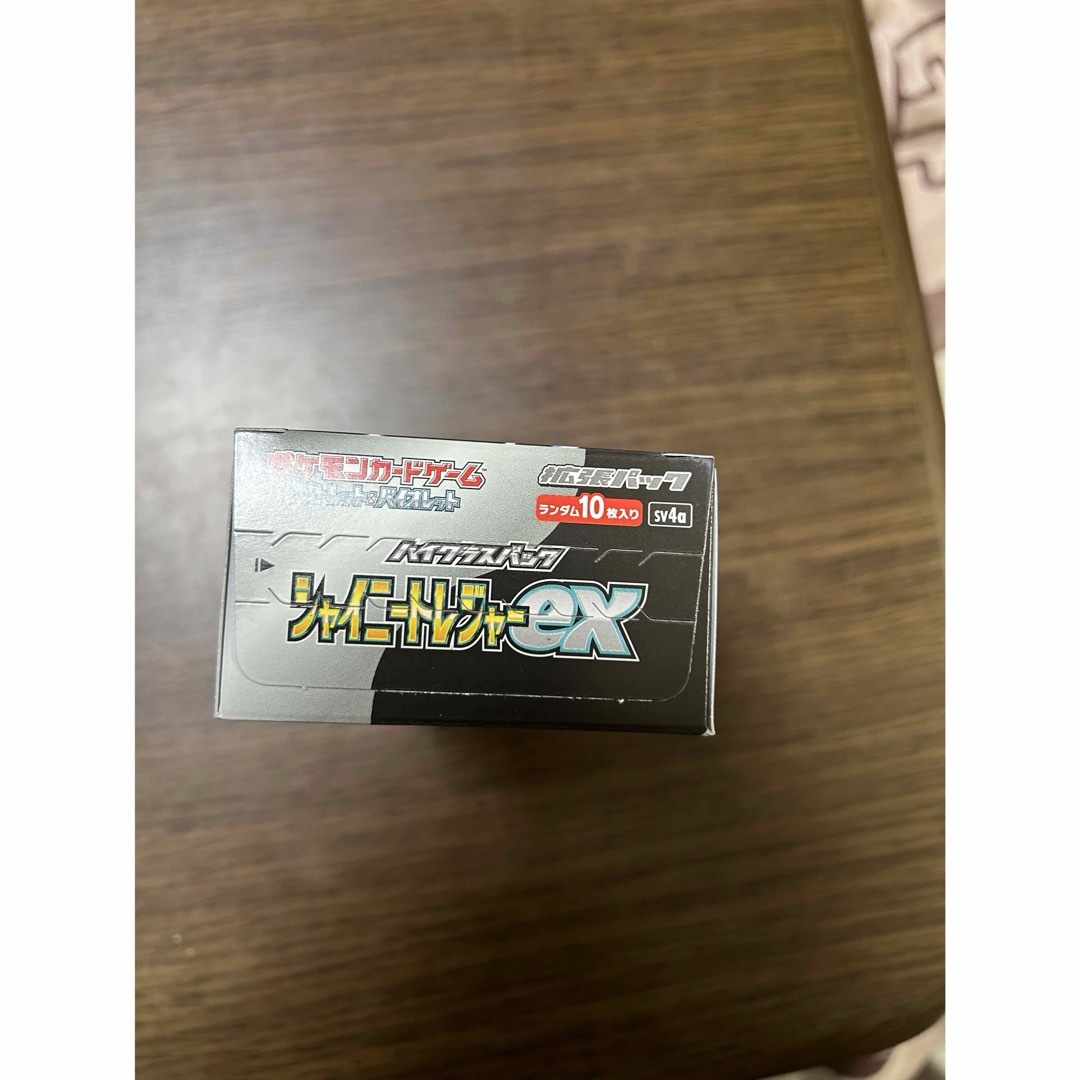 ポケモンカードゲーム
スカーレット&バイオレット
拡張パック
ランダム10枚入り
sv4a
ハイクラスパック
シャイニートレジャーex